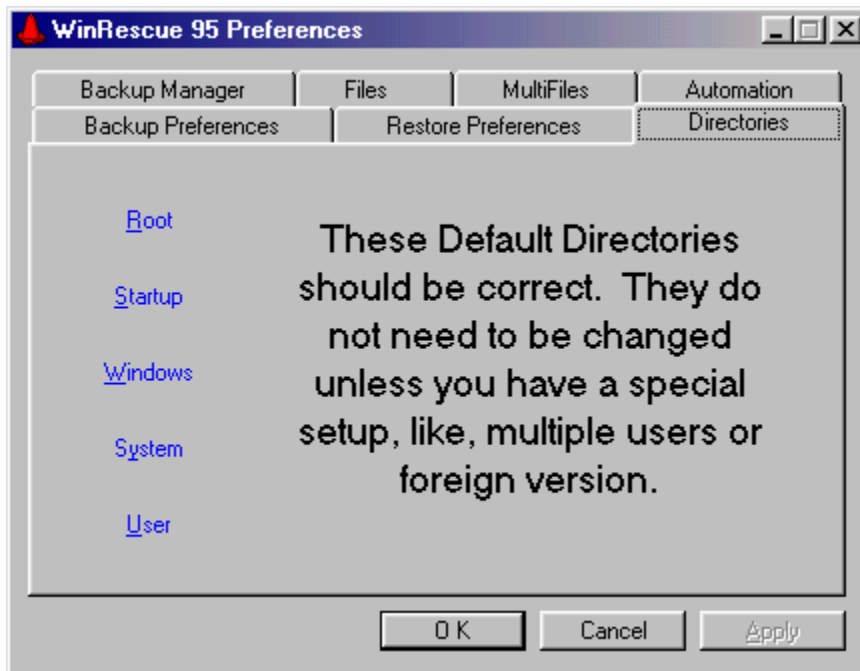 WinRescue 95 Preferences
Backup Manager
Files
MultiFiles
Automation
Backup Preferences
Restore Preferences
Directories
Root
Startup
Windows
System
User
These Default Directories
should be correct.  They do
not need to be changed
unless you have a special
setup, like, multiple users or
foreign version.
O K
Cancel
Apply